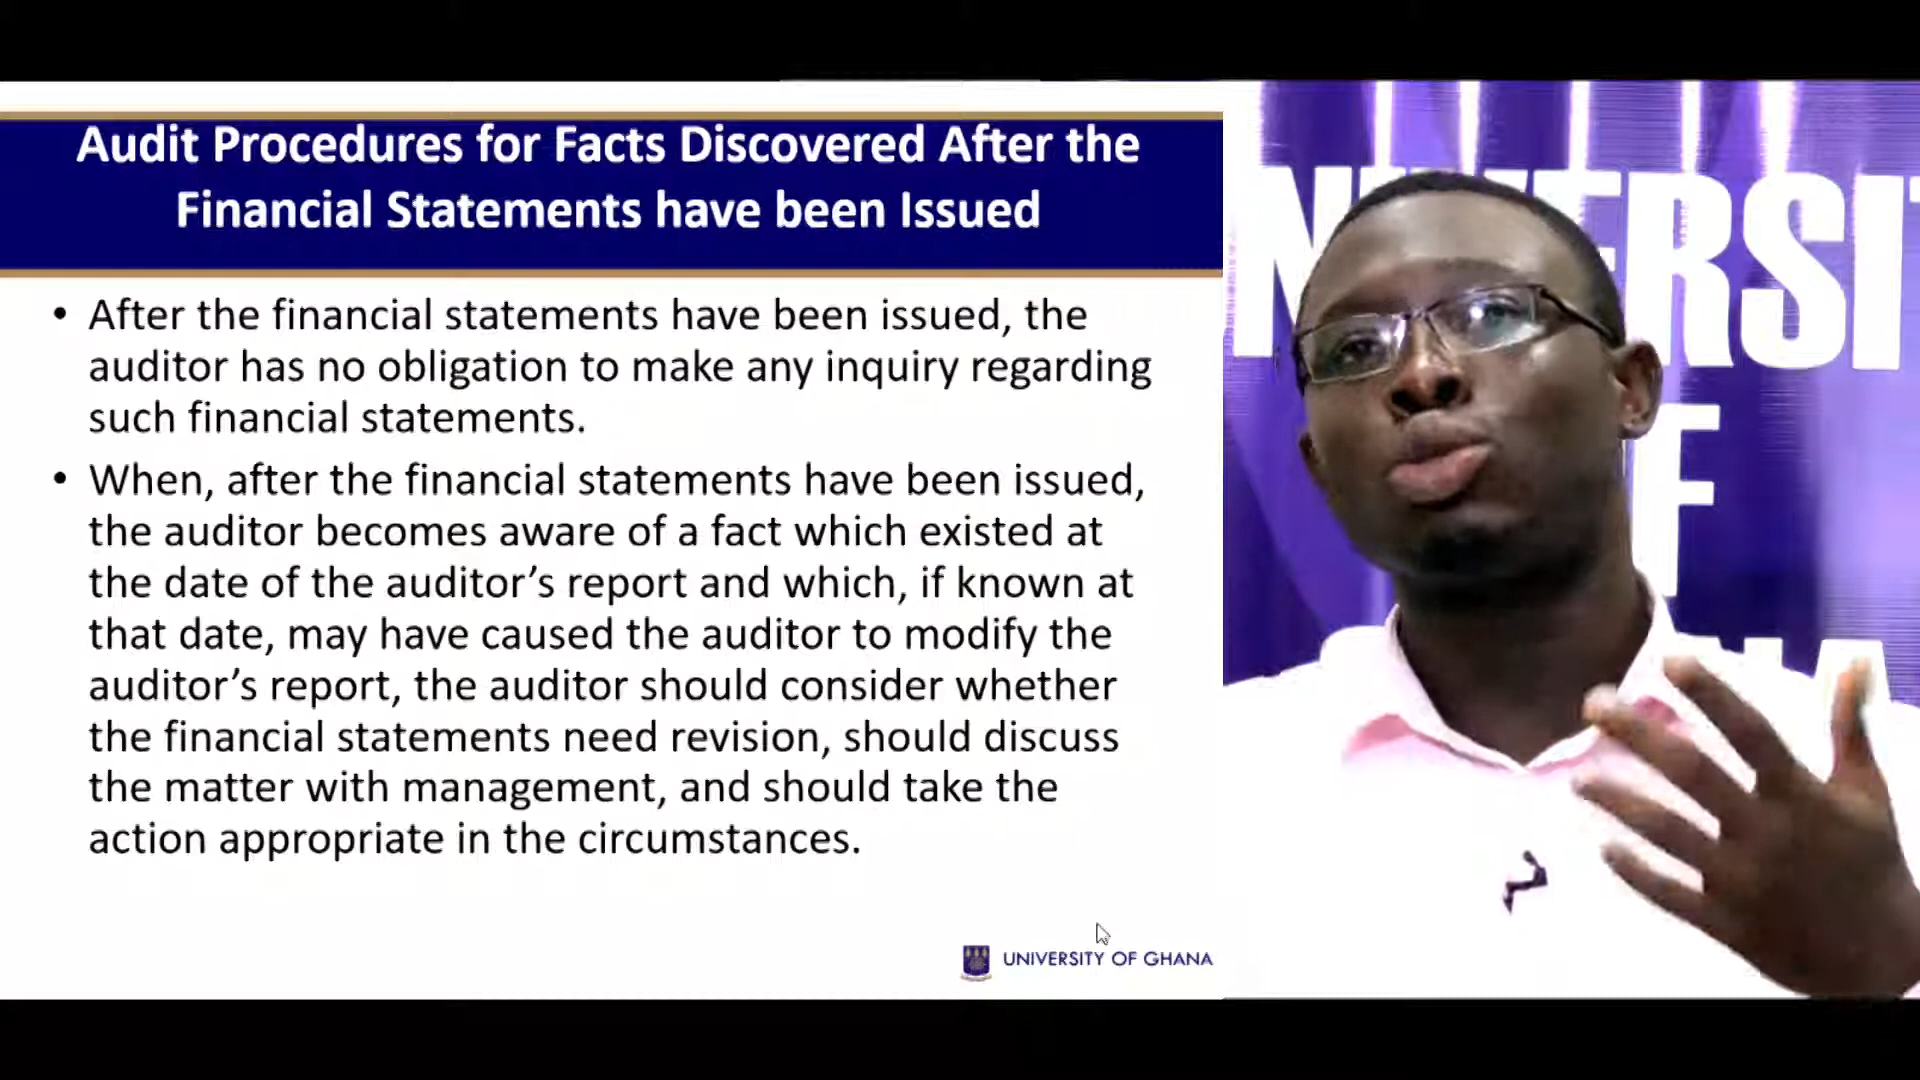 Audit Procedures for Facts Discovered After the
Financial Statements have been Issued
• After the financial statements have been issued, the
auditor has no obligation to make any inquiry regarding
such financial statements.
• When, after the financial statements have been issued,
the auditor becomes aware of a fact which existed at
the date of the auditor’s report and which, if known at
that date, may have caused the auditor to modify the
auditor’s report, the auditor should consider whether
the financial statements need revision, should discuss
the matter with management, and should take the
action appropriate in the circumstances.
UNIVERSITY OF GHANA